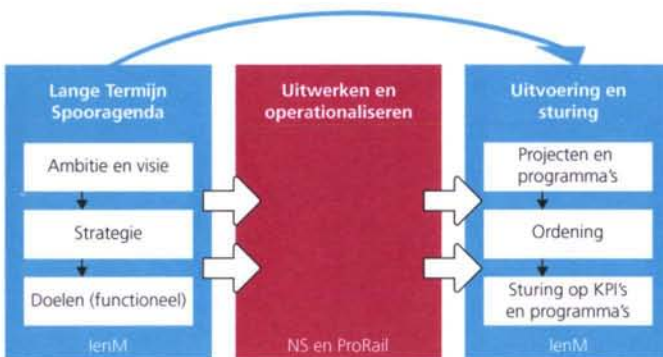 Lange Termijn
Spooragenda
Ambitie en visie
Strategie
Doelen (functioneel)
IenM
Uitwerken en
operationaliseren
NS en ProRail
Uitvoering en
sturing
Projecten en
programma's
Ordening
Sturing op KPI's
en programma's
IenM